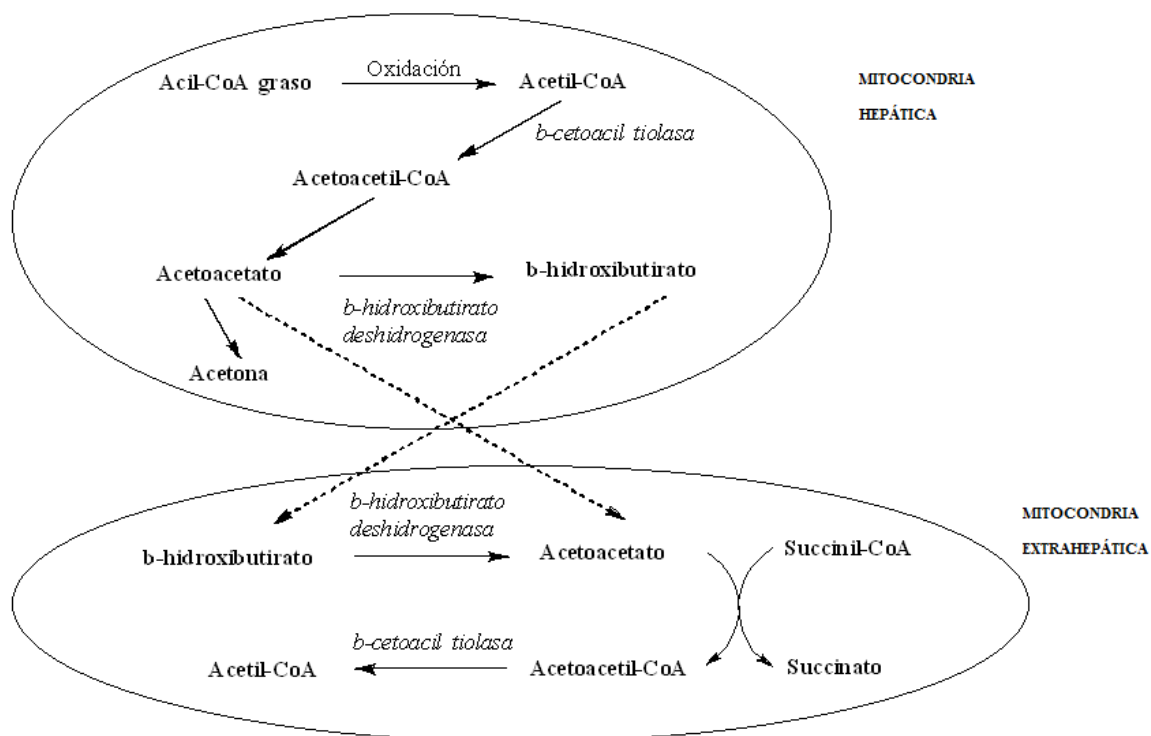 Acil-CoA graso
Oxidación
Acetil-CoA
MITOCONDRIA
HEPÁTICA
b-cetoacil tiolasa
Acetoacetil-CoA
Acetoacetato
b-hidroxibutirato
b-hidroxibutirato
deshidrogenasa
Acetona
b-hidroxibutirato
deshidrogenasa
MITOCONDRIA
EXTRAHEPÁTICA
b-hidroxibutirato
Acetoacetato
Succinil-CoA
b-cetoacil tiolasa
Acetil-CoA
Acetoacetil-CoA
Succinato